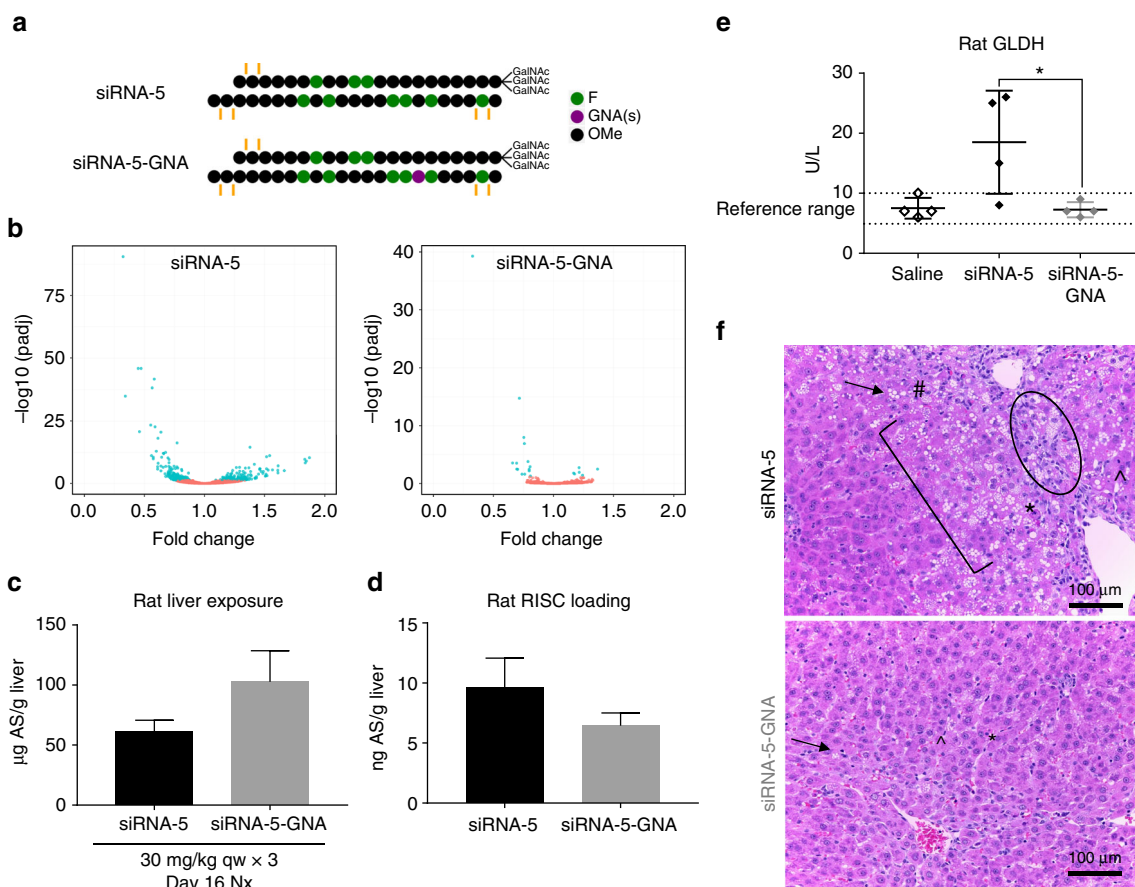 a
siRNA-5
GalNAc
GalNAc
GalNAc
siRNA-5-GNA
GalNAc
GalNAc
GalNAc
F
GNA(s)
OMe
b
siRNA-5
75
50
25
0
–log10 (padj)
0.0 0.5 1.0 1.5 2.0
Fold change
siRNA-5-GNA
40
30
20
10
0
–log10 (padj)
0.0 0.5 1.0 1.5 2.0
Fold change
c
Rat liver exposure
150
100
50
0
µg AS/g liver
siRNA-5 siRNA-5-GNA
30 mg/kg qw × 3
Day 16 Nx
d
Rat RISC loading
15
10
5
0
ng AS/g liver
siRNA-5 siRNA-5-GNA
e
Rat GLDH
*
30
20
10
0
U/L
Reference range
Saline siRNA-5 siRNA-5-
GNA
f
siRNA-5
#
^
*
100 µm
siRNA-5-GNA
^ *
100 µm